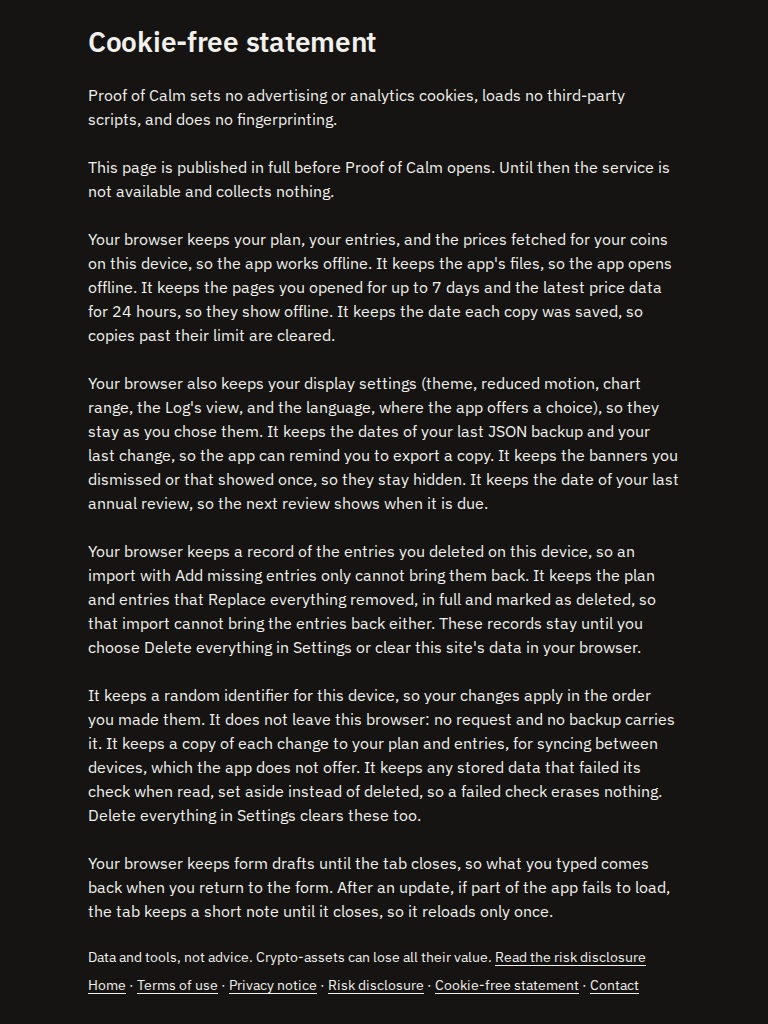 Cookie-free statement
Proof of Calm sets no advertising or analytics cookies, loads no third-party
scripts, and does no fingerprinting.
This page is published in full before Proof of Calm opens. Until then the service is
not available and collects nothing.
Your browser keeps your plan, your entries, and the prices fetched for your coins
on this device, so the app works offline. It keeps the app's files, so the app opens
offline. It keeps the pages you opened for up to 7 days and the latest price data
for 24 hours, so they show offline. It keeps the date each copy was saved, so
copies past their limit are cleared.
Your browser also keeps your display settings (theme, reduced motion, chart
range, the Log's view, and the language, where the app offers a choice), so they
stay as you chose them. It keeps the dates of your last JSON backup and your
last change, so the app can remind you to export a copy. It keeps the banners you
dismissed or that showed once, so they stay hidden. It keeps the date of your last
annual review, so the next review shows when it is due.
Your browser keeps a record of the entries you deleted on this device, so an
import with Add missing entries only cannot bring them back. It keeps the plan
and entries that Replace everything removed, in full and marked as deleted, so
that import cannot bring the entries back either. These records stay until you
choose Delete everything in Settings or clear this site's data in your browser.
It keeps a random identifier for this device, so your changes apply in the order
you made them. It does not leave this browser: no request and no backup carries
it. It keeps a copy of each change to your plan and entries, for syncing between
devices, which the app does not offer. It keeps any stored data that failed its
check when read, set aside instead of deleted, so a failed check erases nothing.
Delete everything in Settings clears these too.
Your browser keeps form drafts until the tab closes, so what you typed comes
back when you return to the form. After an update, if part of the app fails to load,
the tab keeps a short note until it closes, so it reloads only once.
Data and tools, not advice. Crypto-assets can lose all their value. Read the risk disclosure
Home · Terms of use · Privacy notice · Risk disclosure · Cookie-free statement · Contact